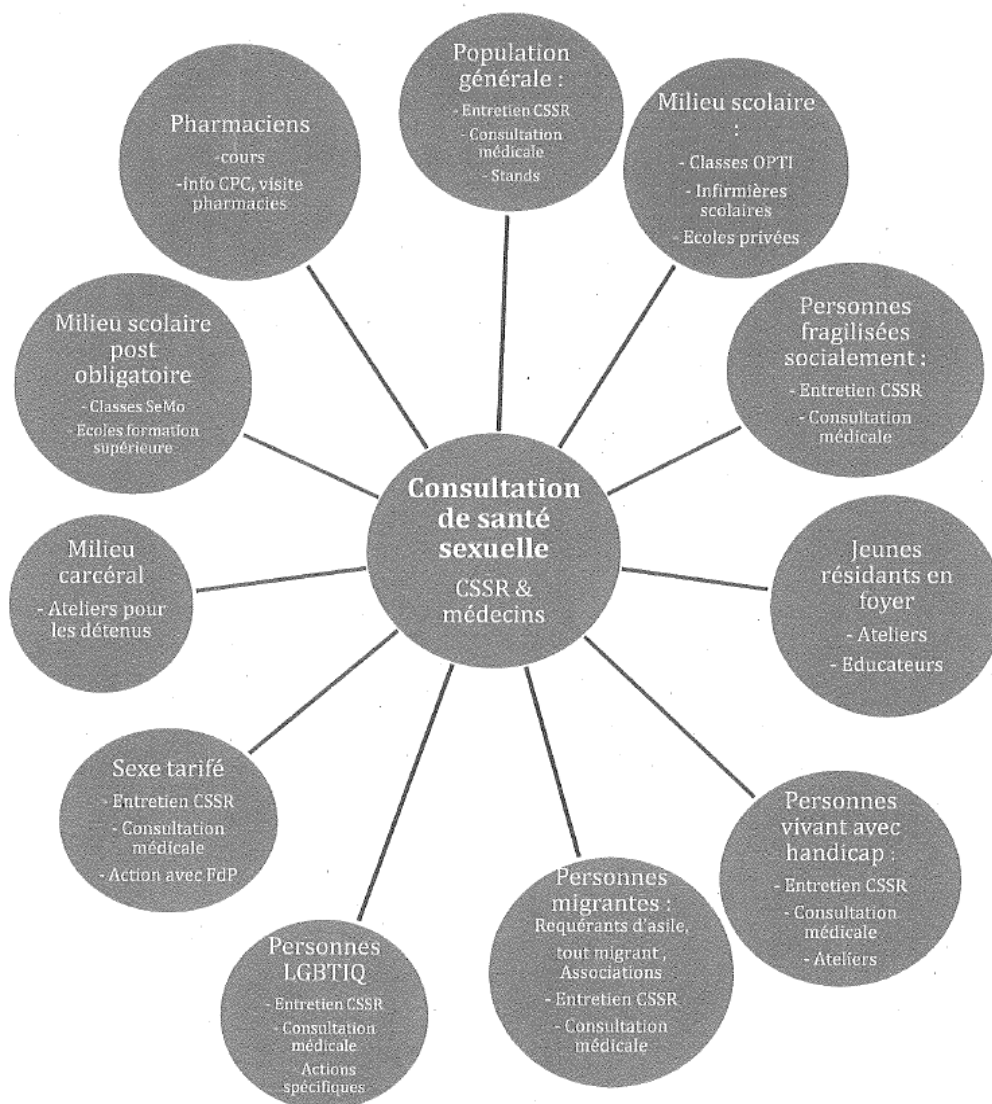 Population
générale :
- Entretien CSSR
- Consultation
médicale
- Stands
Milieu scolaire
:
- Classes OPTI
- Infirmières
scolaires
- Ecoles privées
Personnes
fragilisées
socialement :
- Entretien CSSR
- Consultation
médicale
Jeunes
résidants en
foyer
- Ateliers
- Educateurs
Personnes
vivant avec
handicap :
- Entretien CSSR
- Consultation
médicale
- Ateliers
Personnes
migrantes :
Requérants d'asile,
tout migrant ,
Associations
- Entretien CSSR
- Consultation
médicale
Personnes
LGBTIQ
- Entretien CSSR
- Consultation
médicale
- Actions
spécifiques
Sexe tarifé
- Entretien CSSR
- Consultation
médicale
- Action avec FdP
Milieu
carcéral
- Ateliers pour
les détenus
Milieu scolaire
post
obligatoire
- Classes SeMo
- Ecoles formation
supérieure
Pharmaciens
-cours
-info CPC, visite
pharmacies
Consultation
de santé
sexuelle
CSSR &
médecins